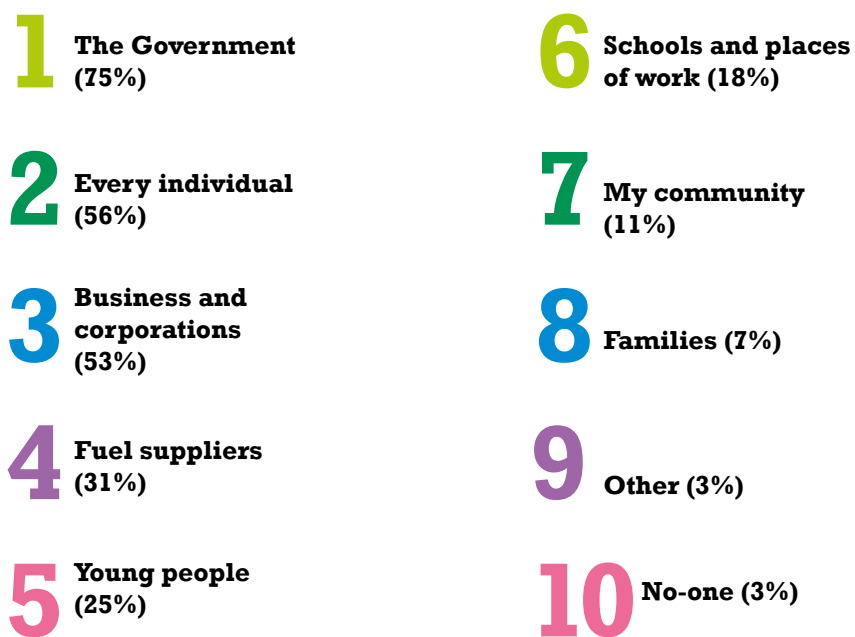 1
The Government
(75%)
2
Every individual
(56%)
3
Business and
corporations
(53%)
4
Fuel suppliers
(31%)
5
Young people
(25%)
6
Schools and places
of work (18%)
7
My community
(11%)
8
Families (7%)
9
Other (3%)
10
No-one (3%)